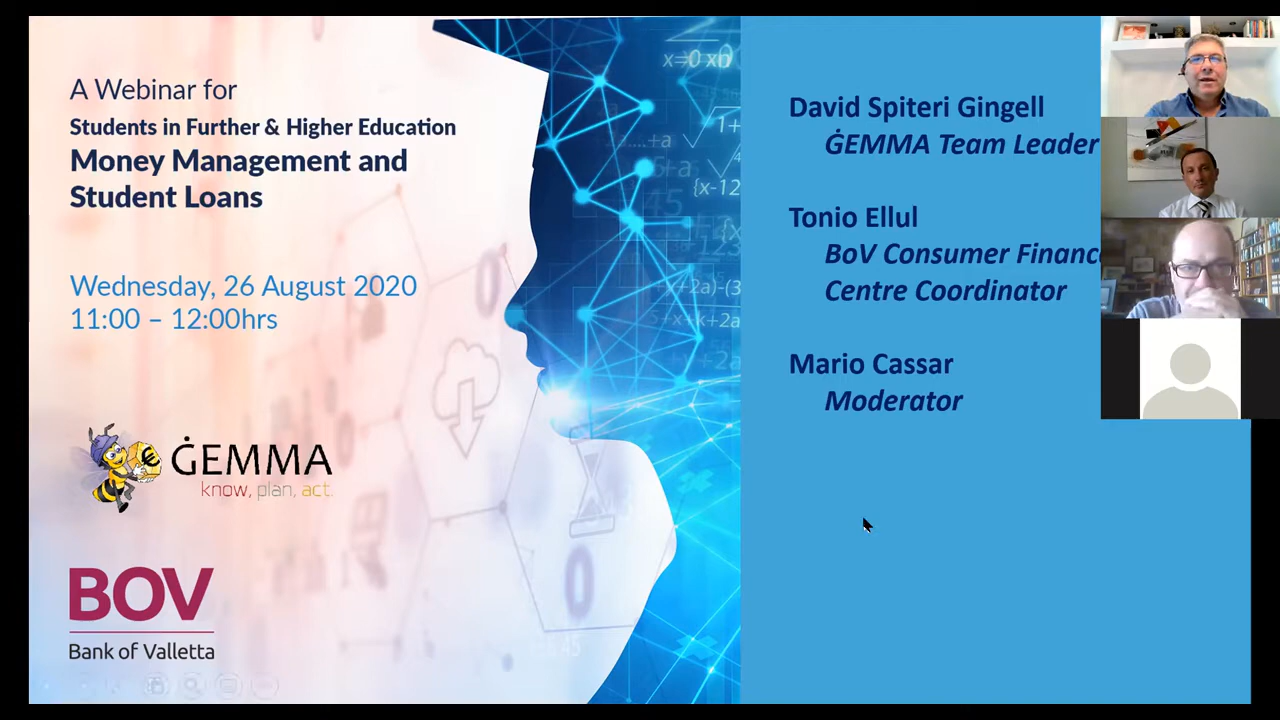 A Webinar for
Students in Further & Higher Education
Money Management and
Student Loans
Wednesday, 26 August 2020
11:00 – 12:00hrs
ĠEMMA
know, plan, act.
BOV
Bank of Valletta
x=0
David Spiteri Gingell
ĠEMMA Team Leader
Tonio Ellul
BoV Consumer Financ
Centre Coordinator
Mario Cassar
Moderator